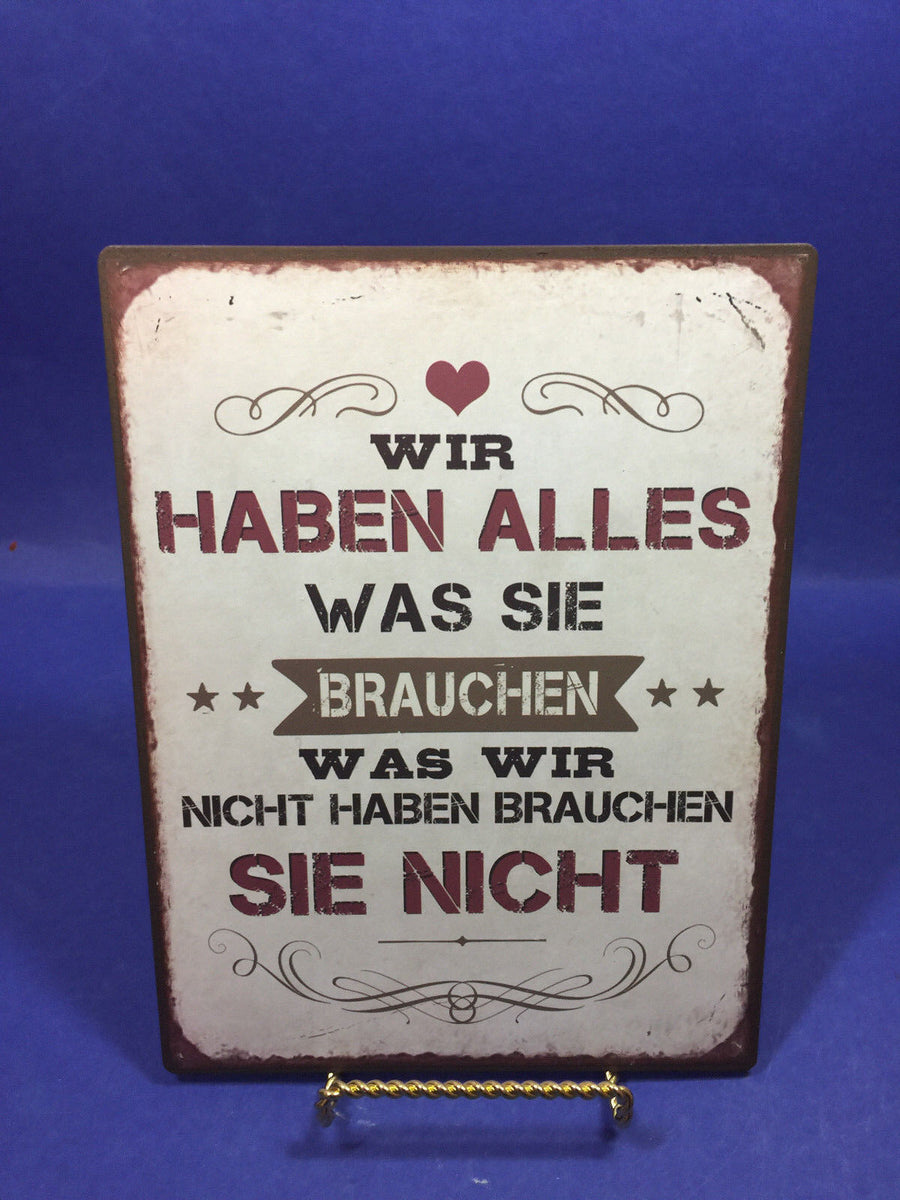 WIR
HABEN ALLES
WAS SIE
BRAUCHEN
WAS WIR
NICHT HABEN BRAUCHEN
SIE NICHT